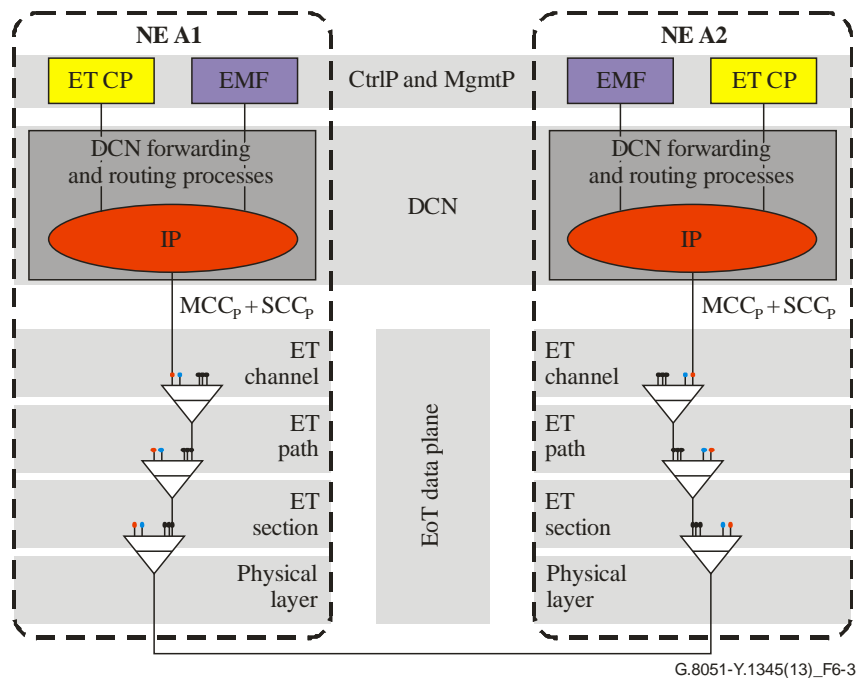 NE A1
NE A2
ET CP
EMF
CtrlP and MgmtP
EMF
ET CP
DCN forwarding
and routing processes
IP
DCN
DCN forwarding
and routing processes
IP
MCCP + SCCP
MCCP + SCCP
ET
channel
ET
path
ET
section
Physical
layer
EoT data plane
ET
channel
ET
path
ET
section
Physical
layer
G.8051-Y.1345(13)_F6-3